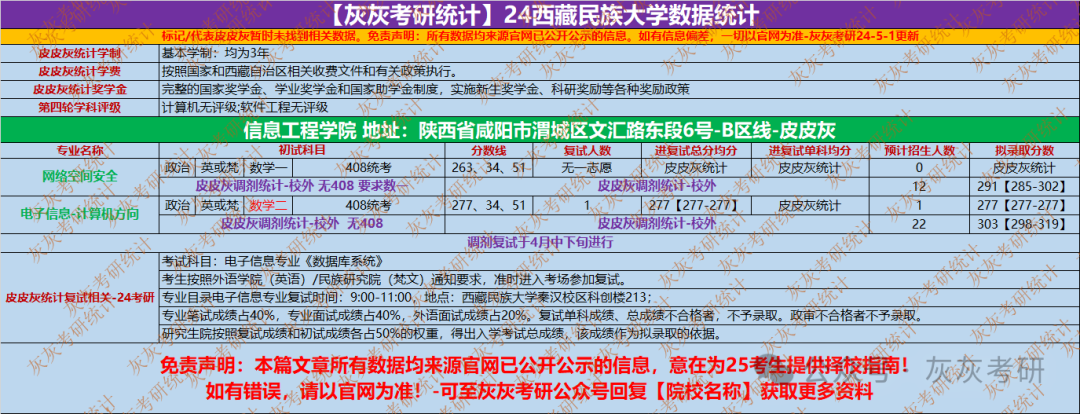 【灰灰考研统计】24西藏民族大学数据统计
标记/代表皮皮灰暂时未找到相关数据。免责声明：所有数据均来源官网已公开公示的信息。如有信息偏差，一切以官网为准-灰灰考研24-5-1更新
皮皮灰统计学制 基本学制：均为3年
皮皮灰统计学费 按照国家和西藏自治区相关收费文件和有关政策执行。
皮皮灰统计奖学金 完整的国家奖学金、学业奖学金和国家助学金制度，实施新生奖学金、科研奖励等各种奖励政策
第四轮学科评级 计算机无评级;软件工程无评级
信息工程学院 地址：陕西省咸阳市渭城区文汇路东段6号-B区线-皮皮灰
专业名称 初试科目 分数线 复试人数 进复试总分均分 进复试单科均分 预计招生人数 拟录取分数
网络空间安全 政治 英或梵 数学一 408统考 263、34、51 无一志愿 皮皮灰统计 皮皮灰统计 0 皮皮灰统计
皮皮灰调剂统计-校外 无408 要求数一 皮皮灰调剂统计-校外 12 291【285-302】
电子信息-计算机方向 政治 英或梵 数学二 408统考 277、34、51 1 277【277-277】 皮皮灰统计 1 277【277-277】
皮皮灰调剂统计-校外 无408 皮皮灰调剂统计-校外 22 303【298-319】
调剂复试于4月中下旬进行
皮皮灰统计复试相关-24考研
考试科目：电子信息专业《数据库系统》
考生按照外语学院（英语）/民族研究院（梵文）通知要求，准时进入考场参加复试。
专业目录电子信息专业复试时间：9:00-11:00，地点：西藏民族大学秦汉校区科创楼213；
专业笔试成绩占40%，专业面试成绩占40%，外语面试成绩占20%。复试单科成绩、总成绩不合格者，不予录取。政审不合格者不予录取。
研究生院按照复试成绩和初试成绩各占50%的权重，得出入学考试总成绩，该成绩作为拟录取的依据。
免责声明：本篇文章所有数据均来源官网已公开公示的信息，意在为25考生提供择校指南！
如有错误，请以官网为准！-可至灰灰考研公众号回复【院校名称】获取更多资料
公众号 灰灰考研